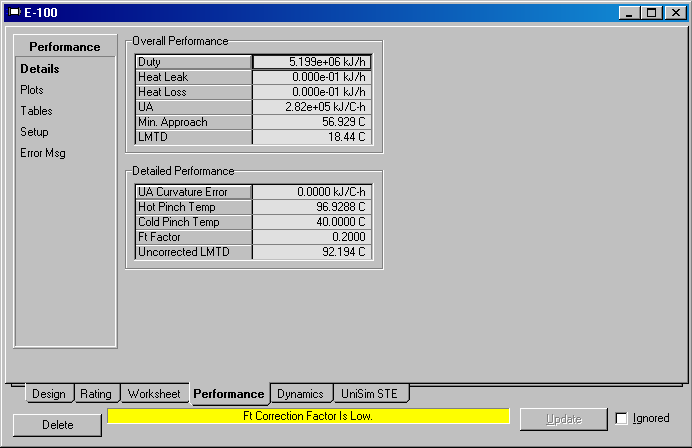 E-100
Performance
Details
Plots
Tables
Setup
Error Msg
Overall Performance
Duty 5.199e+06 kJ/h
Heat Leak 0.000e-01 kJ/h
Heat Loss 0.000e-01 kJ/h
UA 2.82e+05 kJ/C-h
Min. Approach 56.929 C
LMTD 18.44 C
Detailed Performance
UA Curvature Error 0.0000 kJ/C-h
Hot Pinch Temp 96.9288 C
Cold Pinch Temp 40.0000 C
Ft Factor 0.2000
Uncorrected LMTD 92.194 C
Design Rating Worksheet Performance Dynamics UniSim STE
Delete Ft Correction Factor Is Low. Update Ignored